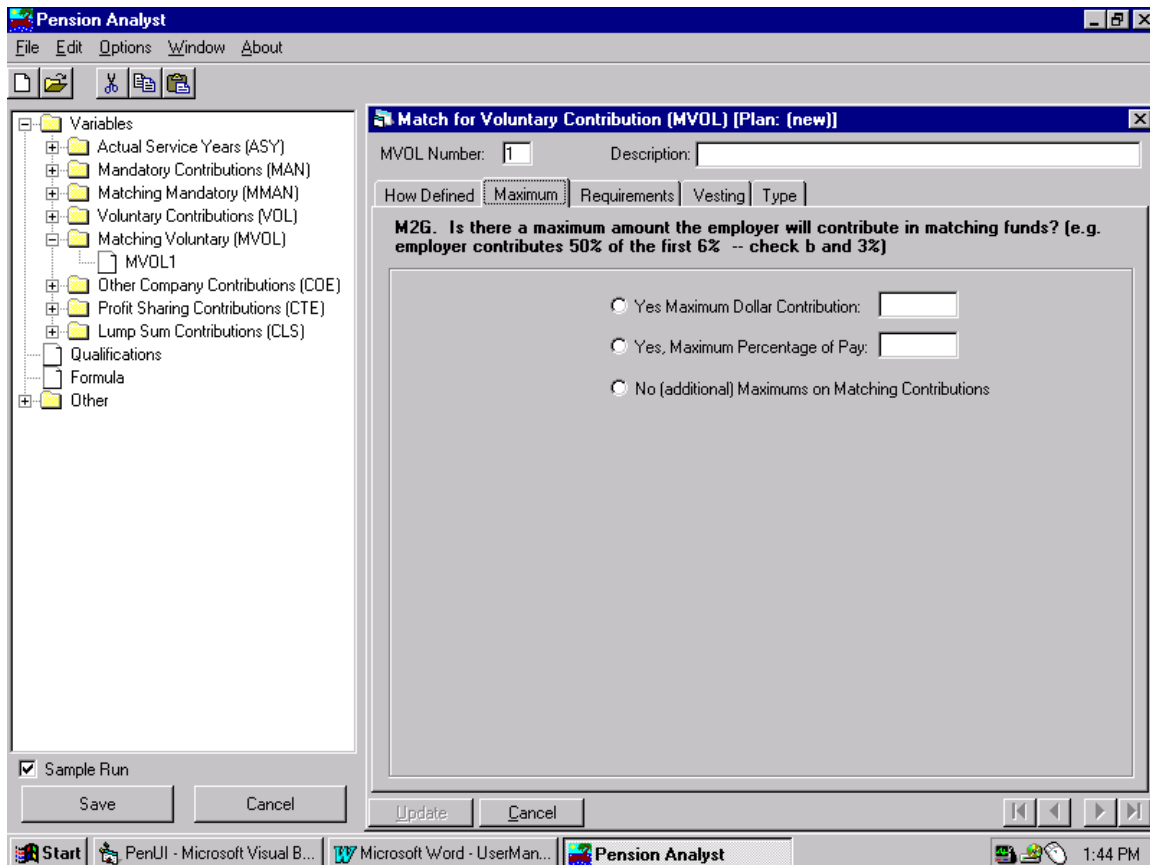 Pension Analyst
File Edit Options Window About
Variables
Actual Service Years (ASY)
Mandatory Contributions (MAN)
Matching Mandatory (MMAN)
Voluntary Contributions (VOL)
Matching Voluntary (MVOL)
MVOL1
Other Company Contributions (COE)
Profit Sharing Contributions (CTE)
Lump Sum Contributions (CLS)
Qualifications
Formula
Other
Sample Run
Save Cancel
Match for Voluntary Contribution (MVOL) [Plan: (new)]
MVOL Number: 1 Description:
How Defined Maximum Requirements Vesting Type
M2G. Is there a maximum amount the employer will contribute in matching funds? (e.g.
employer contributes 50% of the first 6% -- check b and 3%)
Yes Maximum Dollar Contribution:
Yes, Maximum Percentage of Pay:
No (additional) Maximums on Matching Contributions
Update Cancel
Start PenUI - Microsoft Visual B... Microsoft Word - UserMan... Pension Analyst 1:44 PM